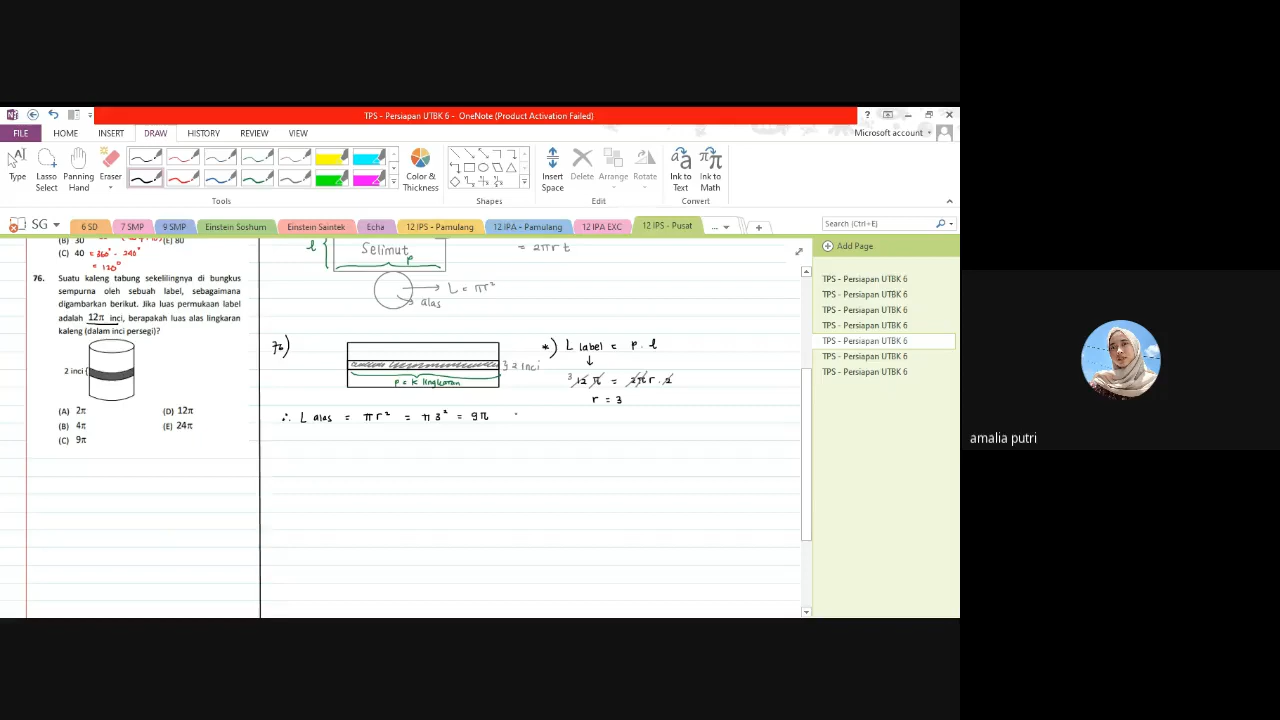 TPS - Persiapan UTBK 6 - OneNote (Product Activation Failed)
FILE HOME INSERT DRAW HISTORY REVIEW VIEW
Microsoft account
Type Lasso Select Panning Hand Eraser
Color & Thickness
Insert Space Delete Arrange Rotate
Ink to Text Ink to Math
Tools Shapes Edit Convert
SG 6 SD 7 SMP 9 SMP Einstein Soshum Einstein Saintek Echa 12 IPS - Pamulang 12 IPA - Pamulang 12 IPA EXC 12 IPS - Pusat ...
Search (Ctrl+E)
Add Page
TPS - Persiapan UTBK 6
TPS - Persiapan UTBK 6
TPS - Persiapan UTBK 6
TPS - Persiapan UTBK 6
TPS - Persiapan UTBK 6
TPS - Persiapan UTBK 6
TPS - Persiapan UTBK 6
(B) 30 (E) 80
(C) 40 = 360° - 240°
= 120°
76. Suatu kaleng tabung sekelilingnya di bungkus
sempurna oleh sebuah label, sebagaimana
digambarkan berikut. Jika luas permukaan label
adalah 12π inci, berapakah luas alas lingkaran
kaleng (dalam inci persegi)?
2 inci {
(A) 2π (D) 12π
(B) 4π (E) 24π
(C) 9π
l { Selimut = 2πr t
p
L = πr²
alas
76)
} 2 inci
p = K lingkaran
*) L label = p . l
3 12 π = 2πr . 2
r = 3
∴ L alas = πr² = π 3² = 9π
amalia putri